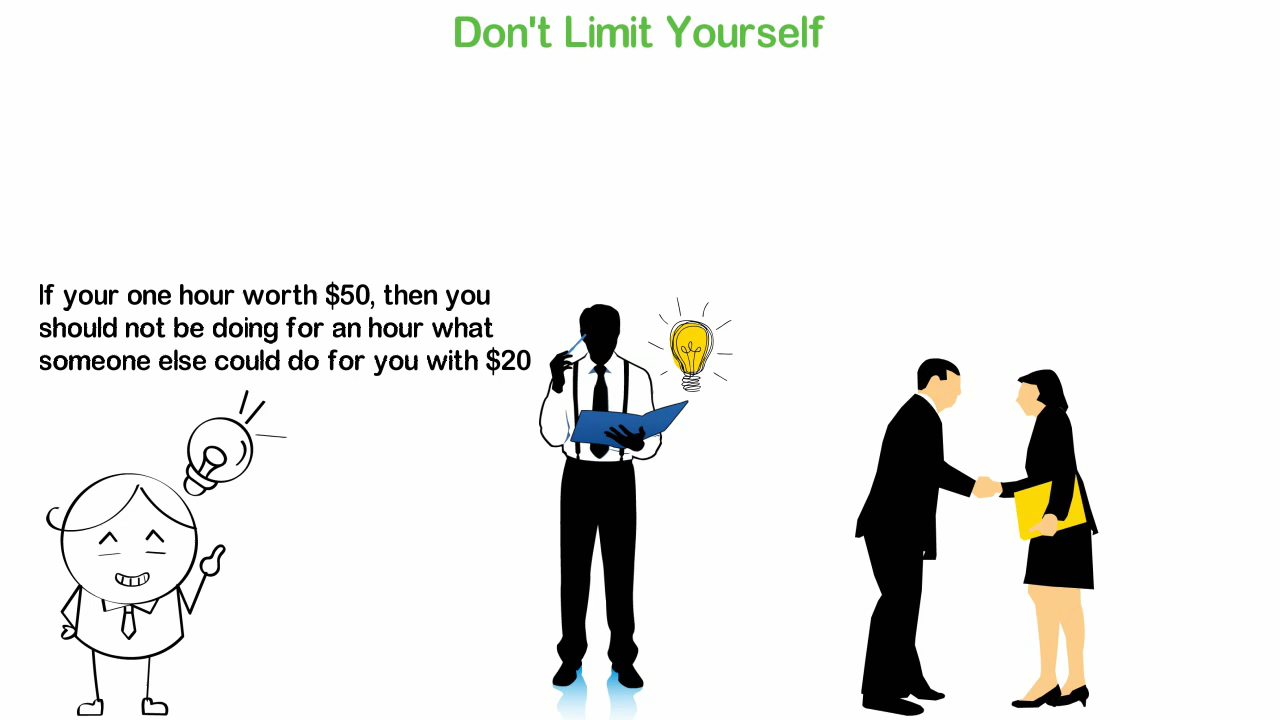 Don't Limit Yourself
If your one hour worth $50, then you
should not be doing for an hour what
someone else could do for you with $20